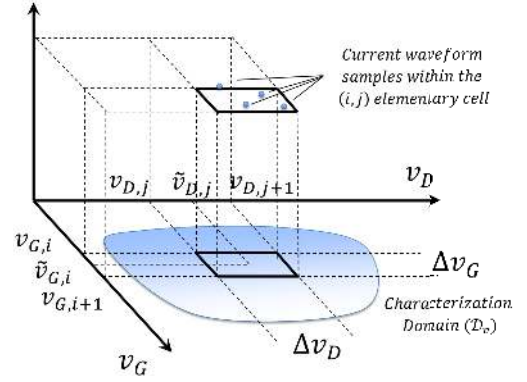 Current waveform
samples within the
(i, j) elementary cell
v_{D,j} ṽ_{D,j} v_{D,j+1} v_D
v_{G,i}
ṽ_{G,i}
v_{G,i+1}
Δv_G
Characterization
Domain (𝒟_v)
Δv_D
v_G